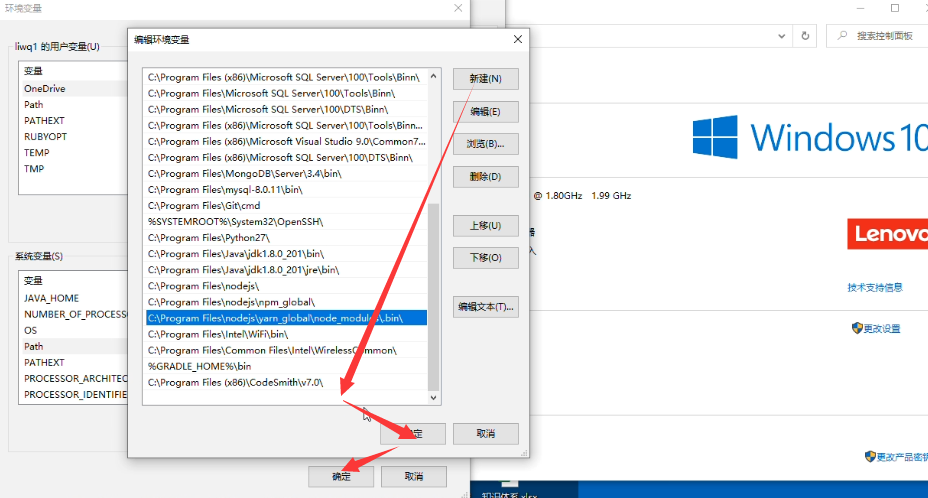 环境变量
liwq1 的用户变量(U)
变量
OneDrive
Path
PATHEXT
RUBYOPT
TEMP
TMP
系统变量(S)
变量
JAVA_HOME
NUMBER_OF_PROCESSO
OS
Path
PATHEXT
PROCESSOR_ARCHITEC
PROCESSOR_IDENTIFIE
确定
取消
编辑环境变量
C:\Program Files (x86)\Microsoft SQL Server\100\Tools\Binn\
C:\Program Files\Microsoft SQL Server\100\Tools\Binn\
C:\Program Files\Microsoft SQL Server\100\DTS\Binn\
C:\Program Files (x86)\Microsoft SQL Server\100\Tools\Binn...
C:\Program Files (x86)\Microsoft Visual Studio 9.0\Common7...
C:\Program Files (x86)\Microsoft SQL Server\100\DTS\Binn\
C:\Program Files\MongoDB\Server\3.4\bin\
C:\Program Files\mysql-8.0.11\bin\
C:\Program Files\Git\cmd
%SYSTEMROOT%\System32\OpenSSH\
C:\Program Files\Python27\
C:\Program Files\Java\jdk1.8.0_201\bin\
C:\Program Files\Java\jdk1.8.0_201\jre\bin\
C:\Program Files\nodejs\
C:\Program Files\nodejs\npm_global\
C:\Program Files\nodejs\yarn_global\node_modules\.bin\
C:\Program Files\Intel\WiFi\bin\
C:\Program Files\Common Files\Intel\WirelessCommon\
%GRADLE_HOME%\bin
C:\Program Files (x86)\CodeSmith\v7.0\
新建(N)
编辑(E)
浏览(B)...
删除(D)
上移(U)
下移(O)
编辑文本(T)...
确定
取消
搜索控制面板
Windows 10
@ 1.80GHz 1.99 GHz
器
入
Lenovo
技术支持信息
更改设置
更改产品密钥
知识体系.xlsx